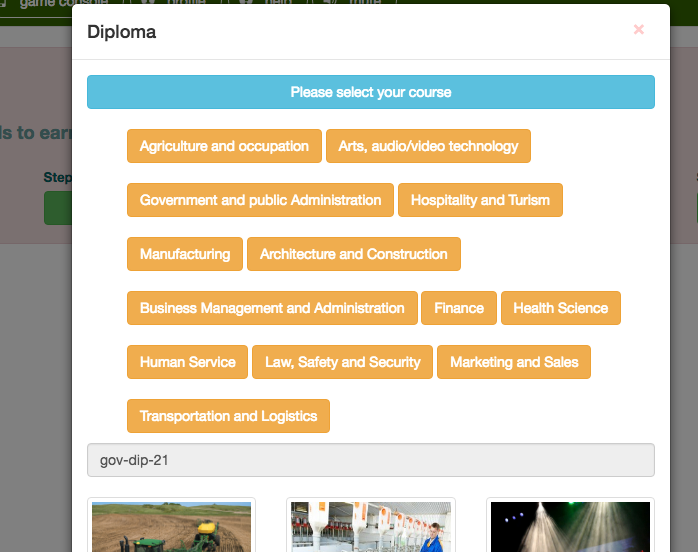 game console profile help more
Diploma ×
Please select your course
ls to earn
Agriculture and occupation Arts, audio/video technology
Step
Government and public Administration Hospitality and Turism
Manufacturing Architecture and Construction
Business Management and Administration Finance Health Science
Human Service Law, Safety and Security Marketing and Sales
Transportation and Logistics
gov-dip-21